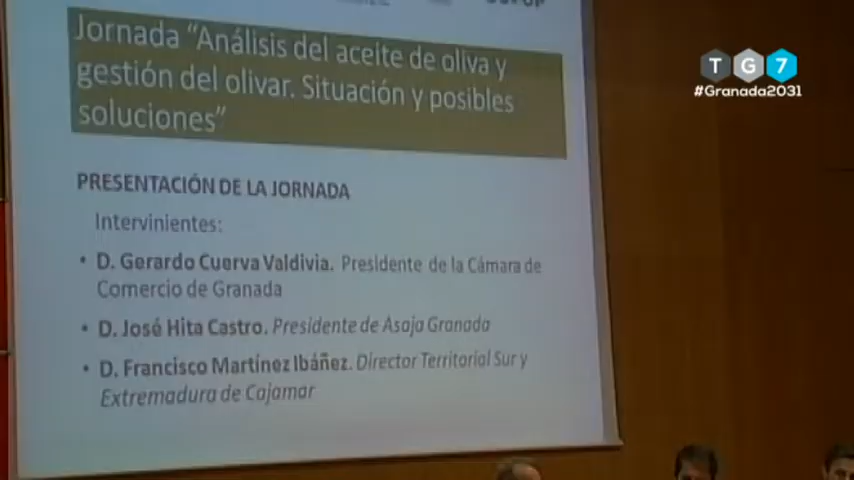 Jornada “Análisis del aceite de oliva y
gestión del olivar. Situación y posibles
soluciones”
PRESENTACIÓN DE LA JORNADA
Intervinientes:
• D. Gerardo Cuerva Valdivia. Presidente de la Cámara de
Comercio de Granada
• D. José Hita Castro. Presidente de Asaja Granada
• D. Francisco Martínez Ibáñez. Director Territorial Sur y
Extremadura de Cajamar
TG7
#Granada2031